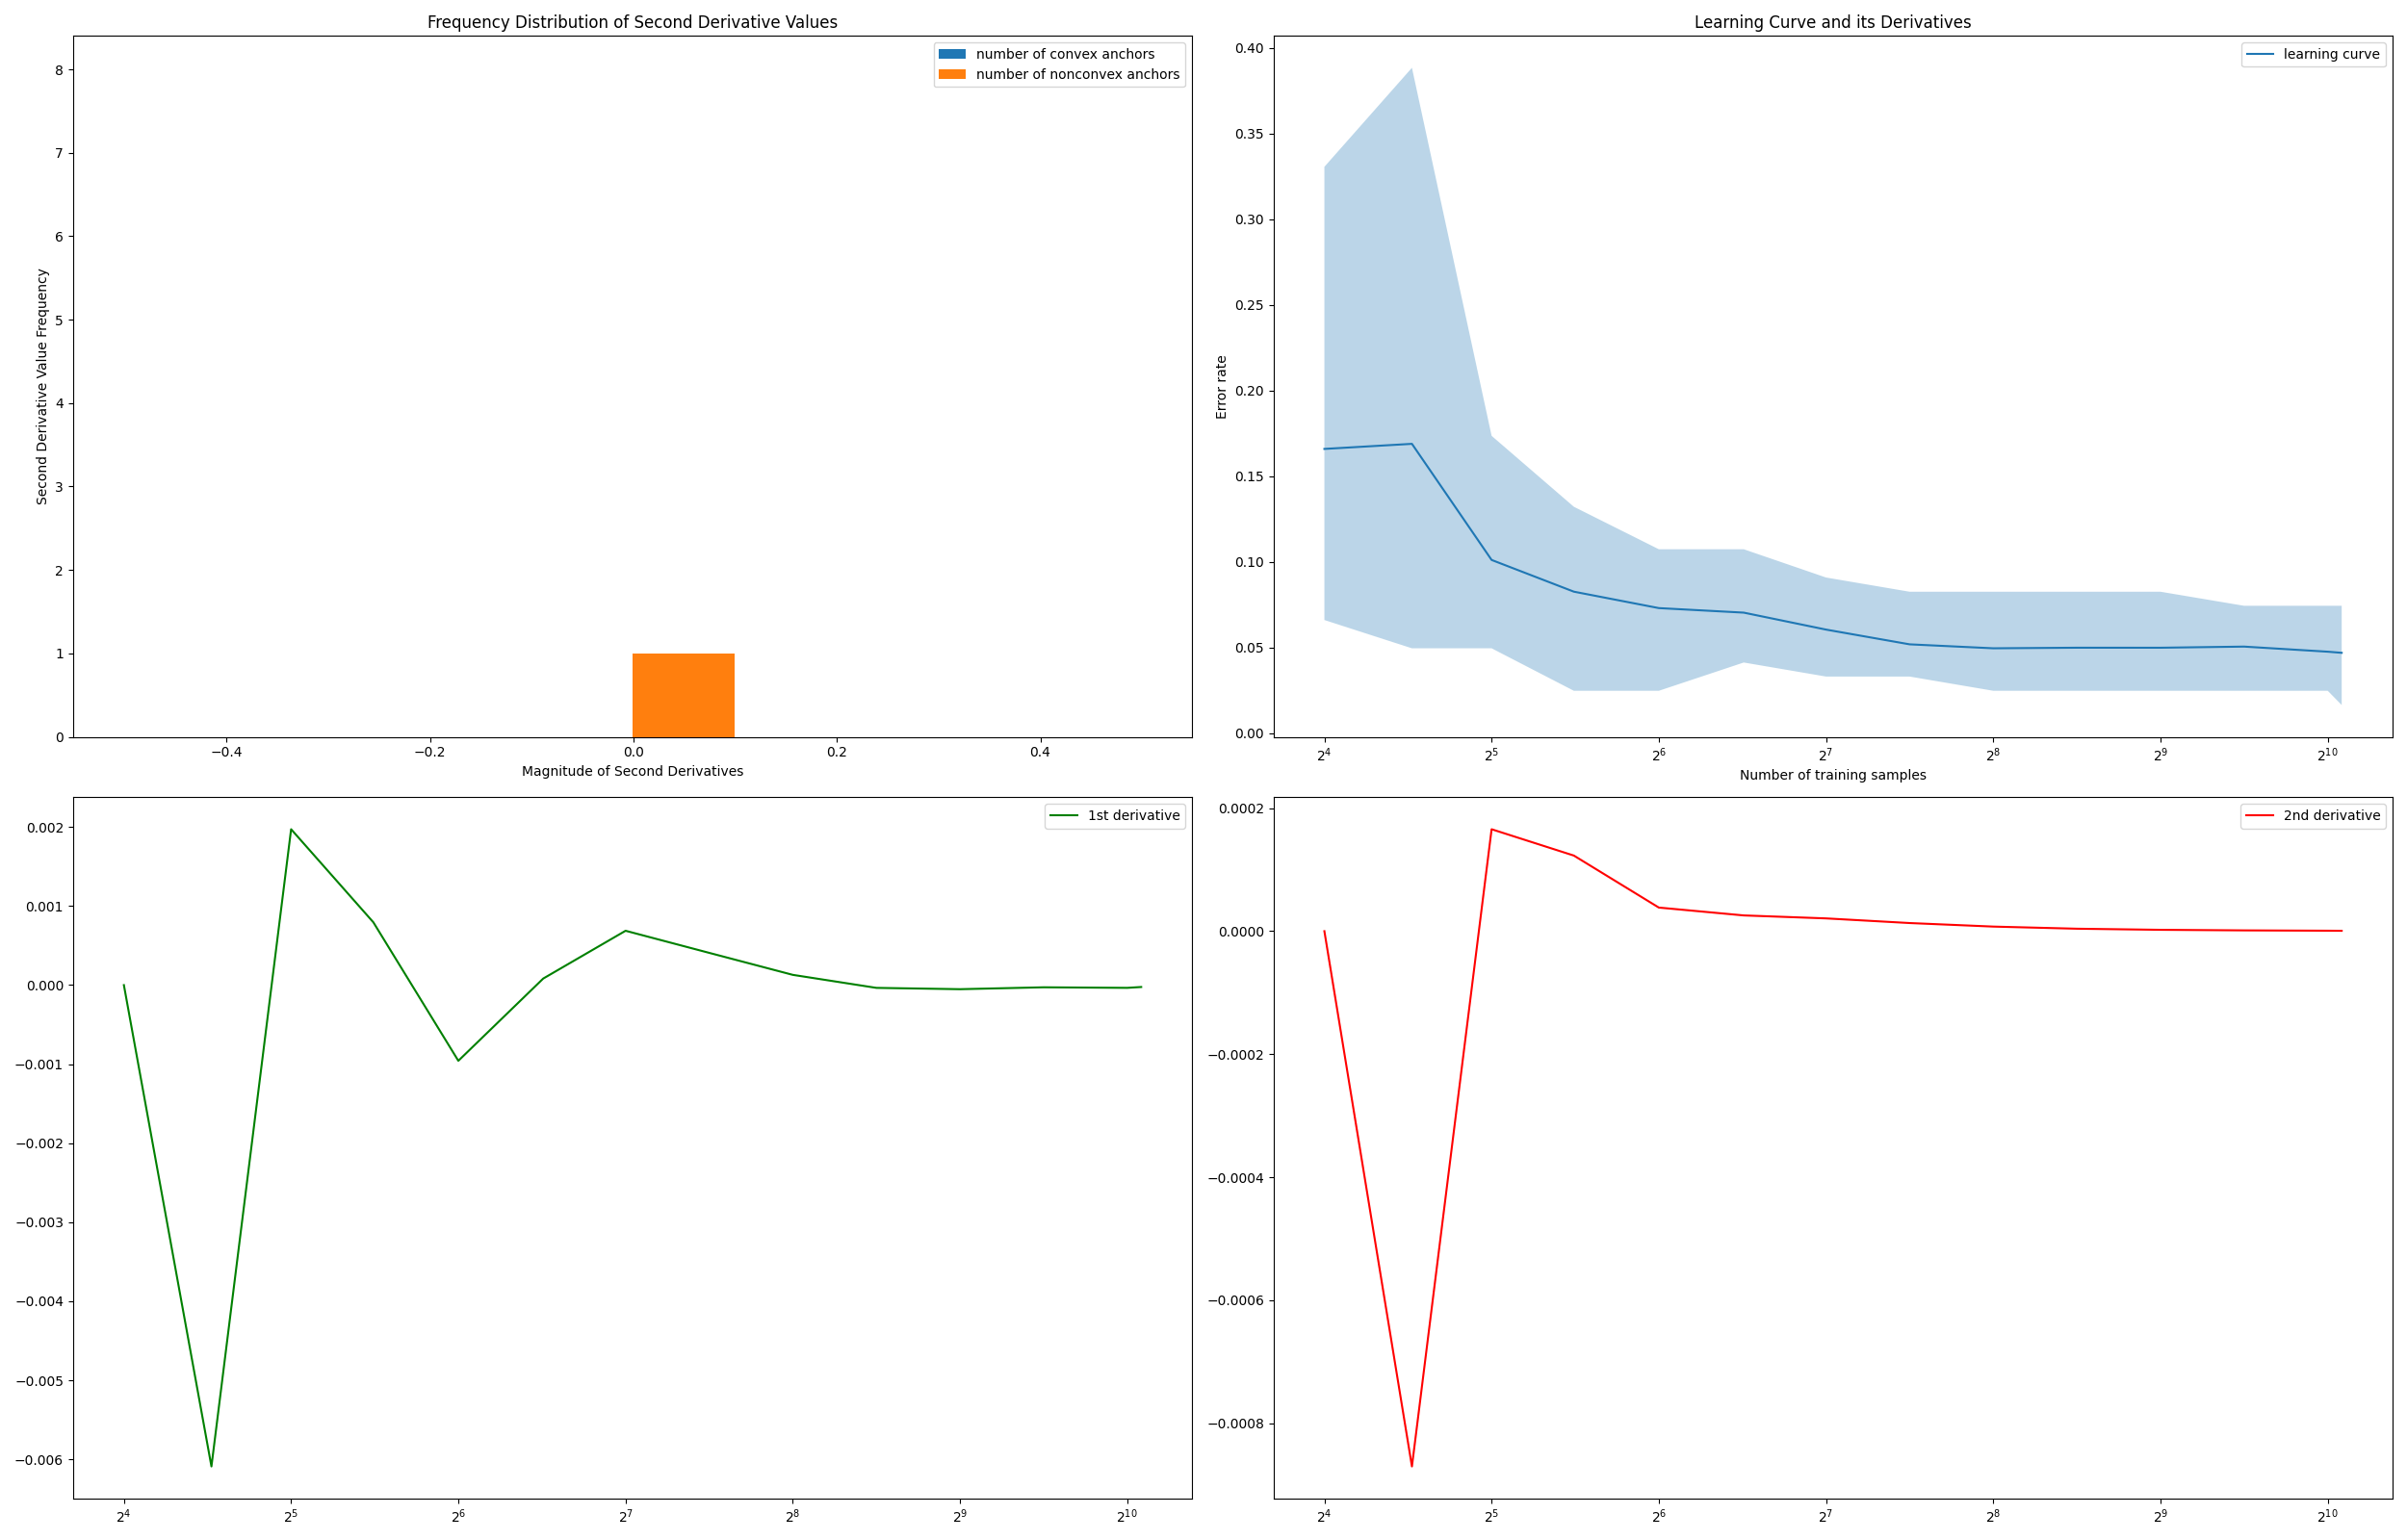 Frequency Distribution of Second Derivative Values
number of convex anchors
number of nonconvex anchors
Second Derivative Value Frequency
8
7
6
5
4
3
2
1
0
−0.4 −0.2 0.0 0.2 0.4
Magnitude of Second Derivatives
Learning Curve and its Derivatives
learning curve
Error rate
0.40
0.35
0.30
0.25
0.20
0.15
0.10
0.05
0.00
2⁴ 2⁵ 2⁶ 2⁷ 2⁸ 2⁹ 2¹⁰
Number of training samples
1st derivative
0.002
0.001
0.000
−0.001
−0.002
−0.003
−0.004
−0.005
−0.006
2⁴ 2⁵ 2⁶ 2⁷ 2⁸ 2⁹ 2¹⁰
2nd derivative
0.0002
0.0000
−0.0002
−0.0004
−0.0006
−0.0008
2⁴ 2⁵ 2⁶ 2⁷ 2⁸ 2⁹ 2¹⁰